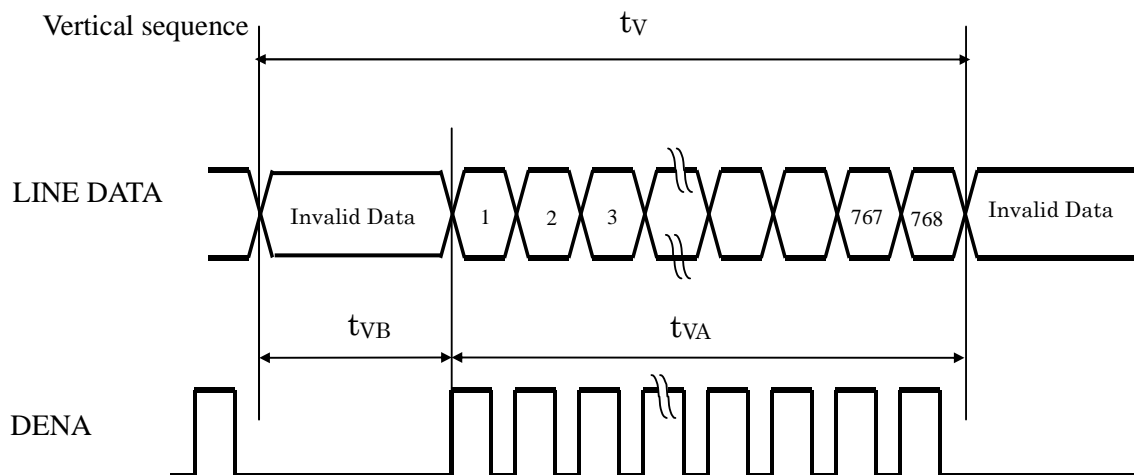 Vertical sequence
tV
LINE DATA
Invalid Data
1
2
3
767
768
Invalid Data
tVB
tVA
DENA